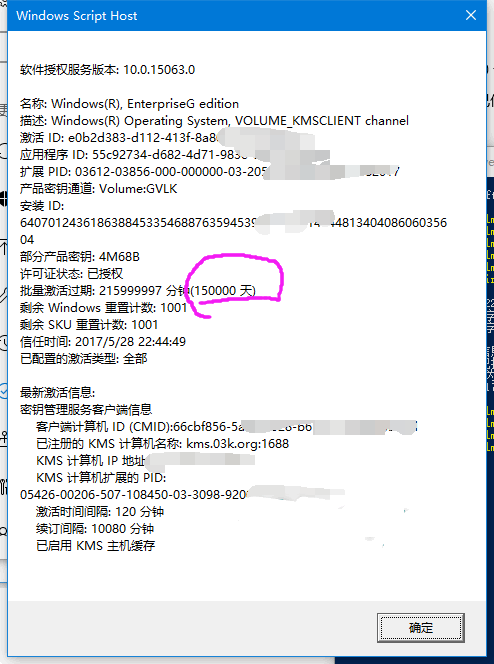 Windows Script Host
软件授权服务版本: 10.0.15063.0
名称: Windows(R), EnterpriseG edition
描述: Windows(R) Operating System, VOLUME_KMSCLIENT channel
激活 ID: e0b2d383-d112-413f-8a8
应用程序 ID: 55c92734-d682-4d71-983
扩展 PID: 03612-03856-000-000000-03-205
产品密钥通道: Volume:GVLK
安装 ID:
640701243618638845335468876359453944813404086060356
04
部分产品密钥: 4M68B
许可证状态: 已授权
批量激活过期: 215999997 分钟(150000 天)
剩余 Windows 重置计数: 1001
剩余 SKU 重置计数: 1001
信任时间: 2017/5/28 22:44:49
已配置的激活类型: 全部
最新激活信息:
密钥管理服务客户端信息
客户端计算机 ID (CMID):66cbf856-5a
已注册的 KMS 计算机名称: kms.03k.org:1688
KMS 计算机 IP 地址
KMS 计算机扩展的 PID:
05426-00206-507-108450-03-3098-920
激活时间间隔: 120 分钟
续订间隔: 10080 分钟
已启用 KMS 主机缓存
确定